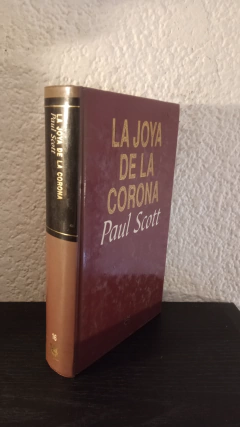 LA JOYA
DE LA
CORONA
Paul Scott
LA JOYA DE LA CORONA
Paul Scott